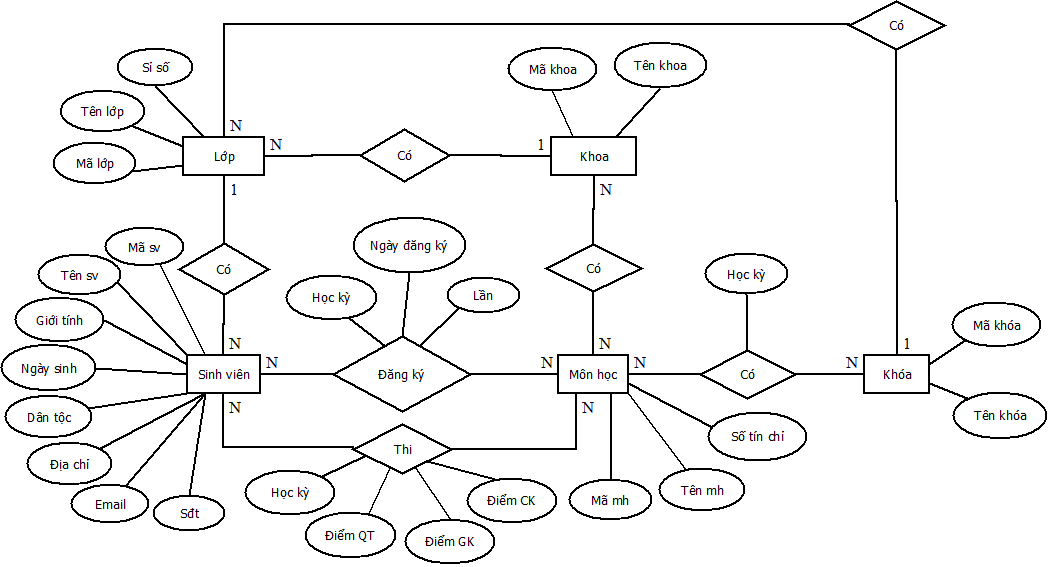 Có
Sỉ số
Mã khoa
Tên khoa
Tên lớp
N
N
1
Mã lớp
Lớp
Có
Khoa
1
N
Mã sv
Ngày đăng ký
Tên sv
Có
Có
Học kỳ
Học kỳ
Lần
Giới tính
Mã khóa
N
N
1
Ngày sinh
N
N
N
N
Sinh viên
Đăng ký
Môn học
Có
Khóa
Dân tộc
N
N
Tên khóa
Số tín chỉ
Thi
Địa chỉ
Học kỳ
Điểm CK
Mã mh
Tên mh
Email
Sđt
Điểm QT
Điểm GK